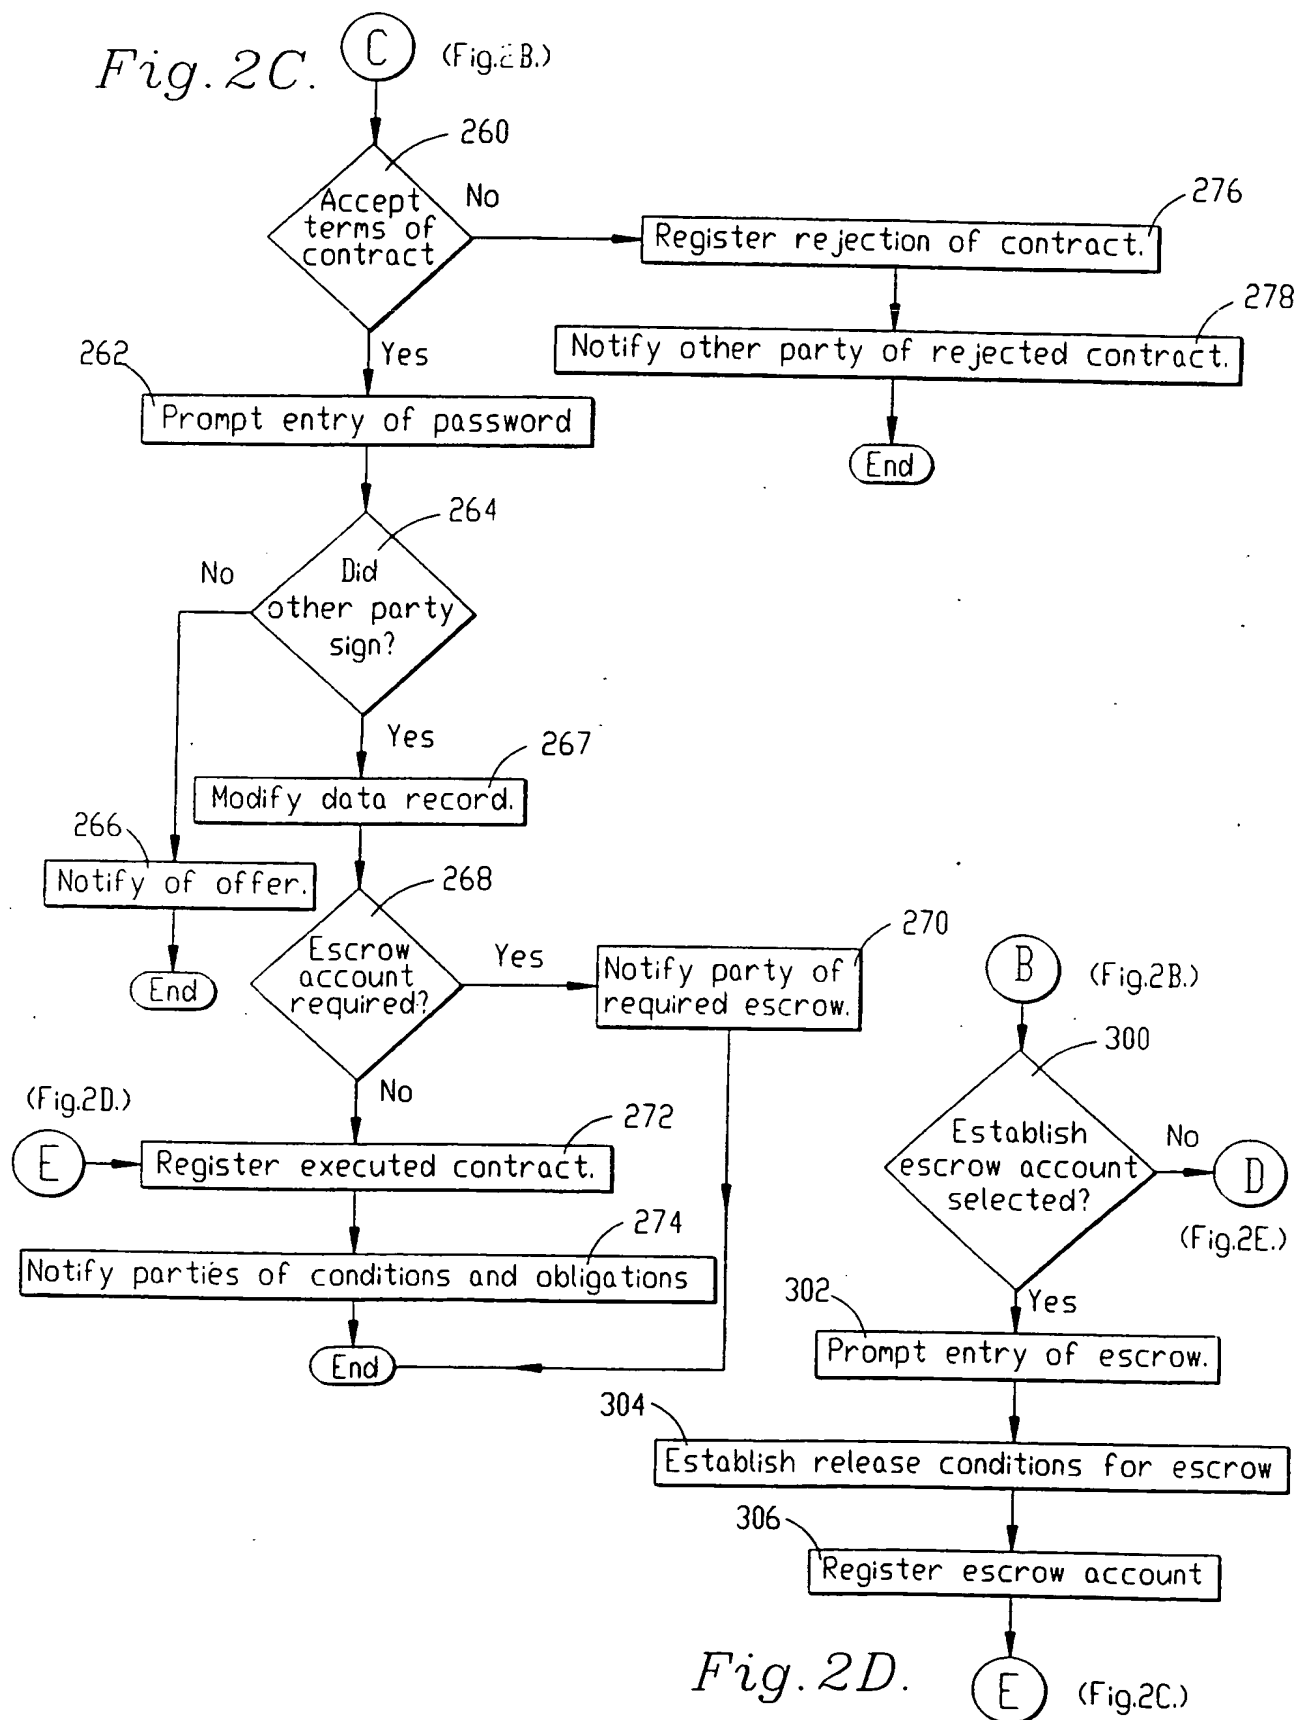 Fig. 2C.
C
(Fig.2B.)
260
Accept
terms of
contract
No
276
Register rejection of contract.
278
Notify other party of rejected contract.
End
Yes
262
Prompt entry of password
264
Did
other party
sign?
No
Yes
267
Modify data record.
266
Notify of offer.
End
268
Escrow
account
required?
Yes
270
Notify party of
required escrow.
No
(Fig.2D.)
E
272
Register executed contract.
274
Notify parties of conditions and obligations
End
B
(Fig.2B.)
300
Establish
escrow account
selected?
No
D
(Fig.2E.)
Yes
302
Prompt entry of escrow.
304
Establish release conditions for escrow
306
Register escrow account
Fig. 2D.
E
(Fig.2C.)